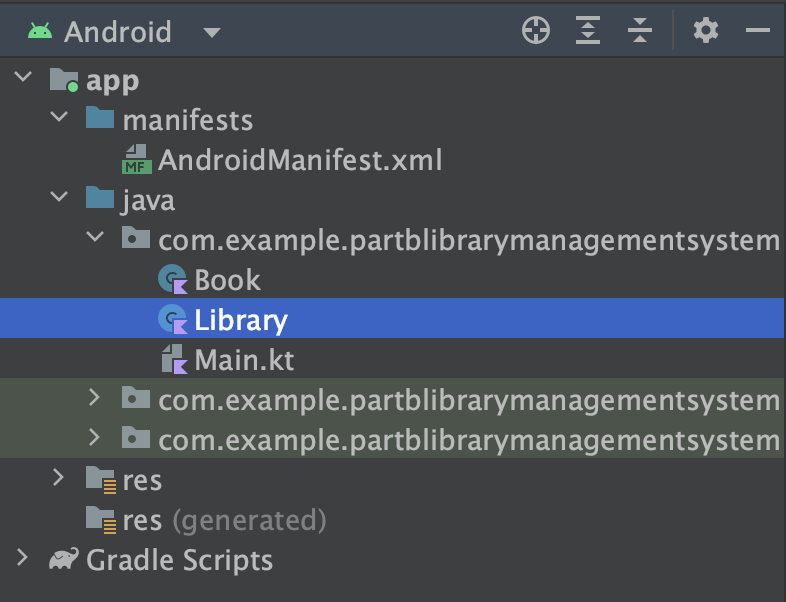 Android
app
manifests
MF AndroidManifest.xml
java
com.example.partblibrarymanagementsystem
C Book
C Library
Main.kt
com.example.partblibrarymanagementsystem
com.example.partblibrarymanagementsystem
res
res (generated)
Gradle Scripts